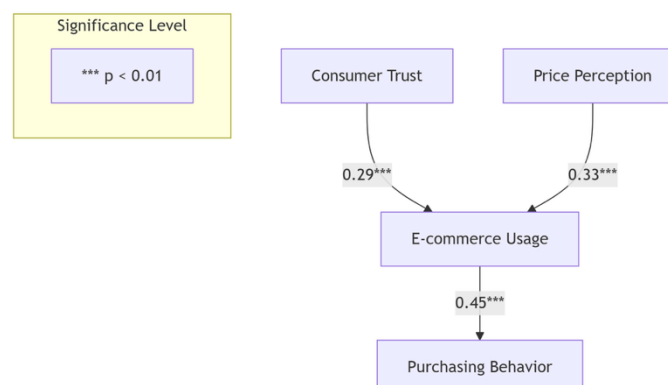 Significance Level
*** p < 0.01
Consumer Trust
Price Perception
0.29***
0.33***
E-commerce Usage
0.45***
Purchasing Behavior